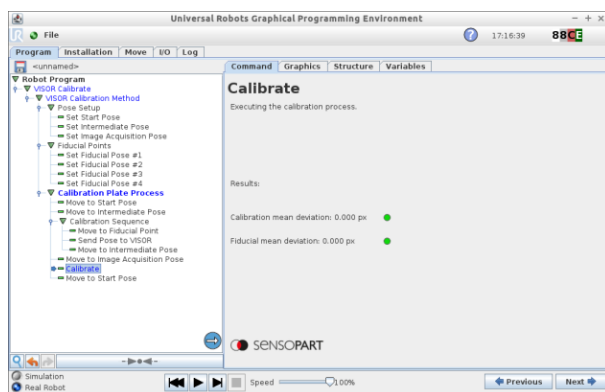 Universal Robots Graphical Programming Environment
File
17:16:39
88CE
Program Installation Move I/O Log
<unnamed>
Command Graphics Structure Variables
Robot Program
VISOR Calibrate
VISOR Calibration Method
Pose Setup
Set Start Pose
Set Intermediate Pose
Set Image Acquisition Pose
Fiducial Points
Set Fiducial Pose #1
Set Fiducial Pose #2
Set Fiducial Pose #3
Set Fiducial Pose #4
Calibration Plate Process
Move to Start Pose
Move to Intermediate Pose
Calibration Sequence
Move to Fiducial Point
Send Pose to VISOR
Move to Intermediate Pose
Move to Image Acquisition Pose
Calibrate
Move to Start Pose
Calibrate
Executing the calibration process.
Results:
Calibration mean deviation: 0.000 px
Fiducial mean deviation: 0.000 px
SENSOPART
Simulation
Real Robot
Speed 100%
Previous Next